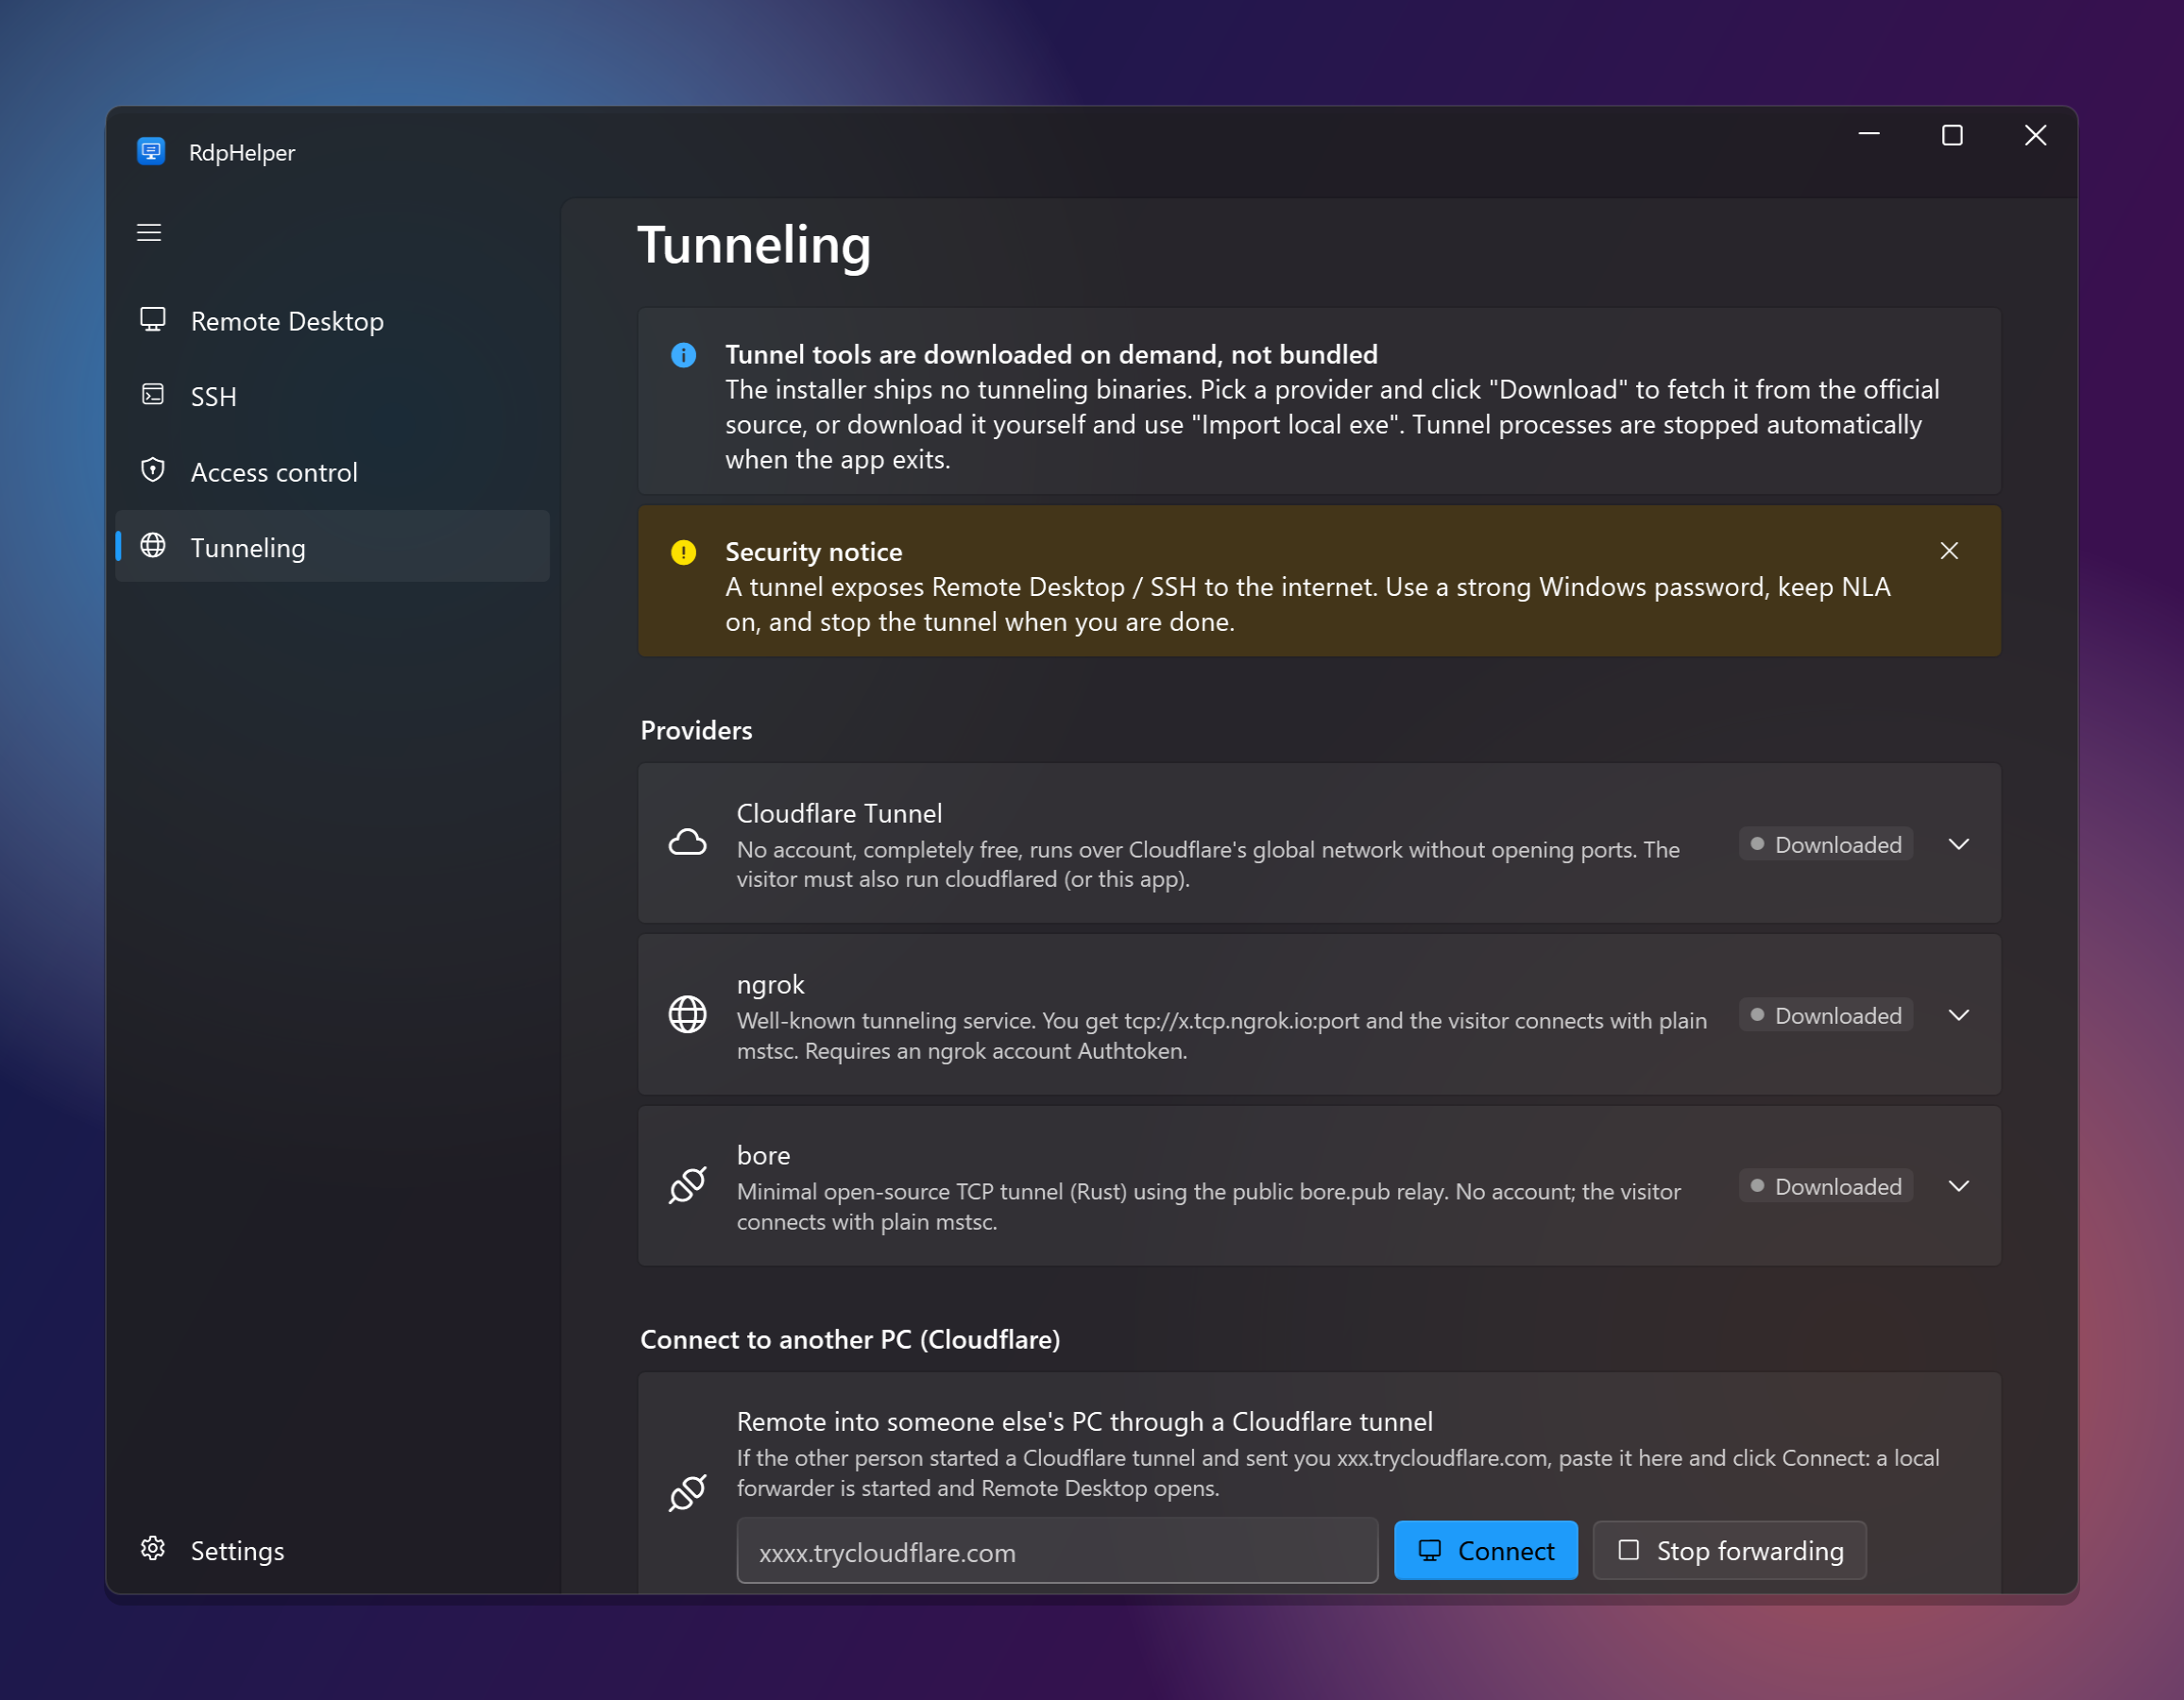 RdpHelper
Remote Desktop
SSH
Access control
Tunneling
Settings
Tunneling
Tunnel tools are downloaded on demand, not bundled
The installer ships no tunneling binaries. Pick a provider and click "Download" to fetch it from the official
source, or download it yourself and use "Import local exe". Tunnel processes are stopped automatically
when the app exits.
Security notice
A tunnel exposes Remote Desktop / SSH to the internet. Use a strong Windows password, keep NLA
on, and stop the tunnel when you are done.
Providers
Cloudflare Tunnel
No account, completely free, runs over Cloudflare's global network without opening ports. The
visitor must also run cloudflared (or this app).
Downloaded
ngrok
Well-known tunneling service. You get tcp://x.tcp.ngrok.io:port and the visitor connects with plain
mstsc. Requires an ngrok account Authtoken.
Downloaded
bore
Minimal open-source TCP tunnel (Rust) using the public bore.pub relay. No account; the visitor
connects with plain mstsc.
Downloaded
Connect to another PC (Cloudflare)
Remote into someone else's PC through a Cloudflare tunnel
If the other person started a Cloudflare tunnel and sent you xxx.trycloudflare.com, paste it here and click Connect: a local
forwarder is started and Remote Desktop opens.
xxxx.trycloudflare.com
Connect
Stop forwarding